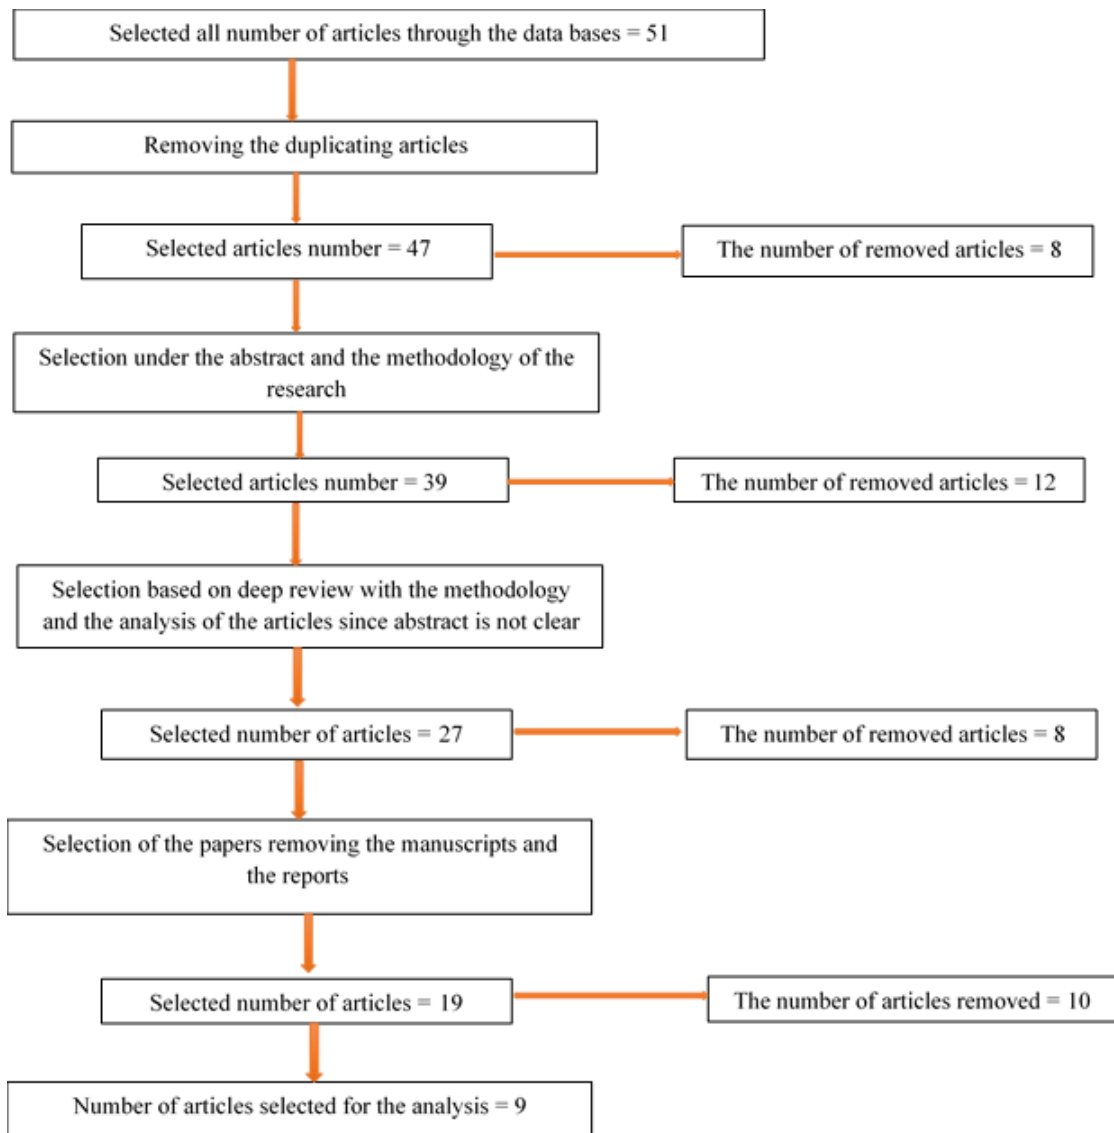 Selected all number of articles through the data bases = 51
Removing the duplicating articles
Selected articles number = 47
The number of removed articles = 8
Selection under the abstract and the methodology of the
research
Selected articles number = 39
The number of removed articles = 12
Selection based on deep review with the methodology
and the analysis of the articles since abstract is not clear
Selected number of articles = 27
The number of removed articles = 8
Selection of the papers removing the manuscripts and
the reports
Selected number of articles = 19
The number of articles removed = 10
Number of articles selected for the analysis = 9